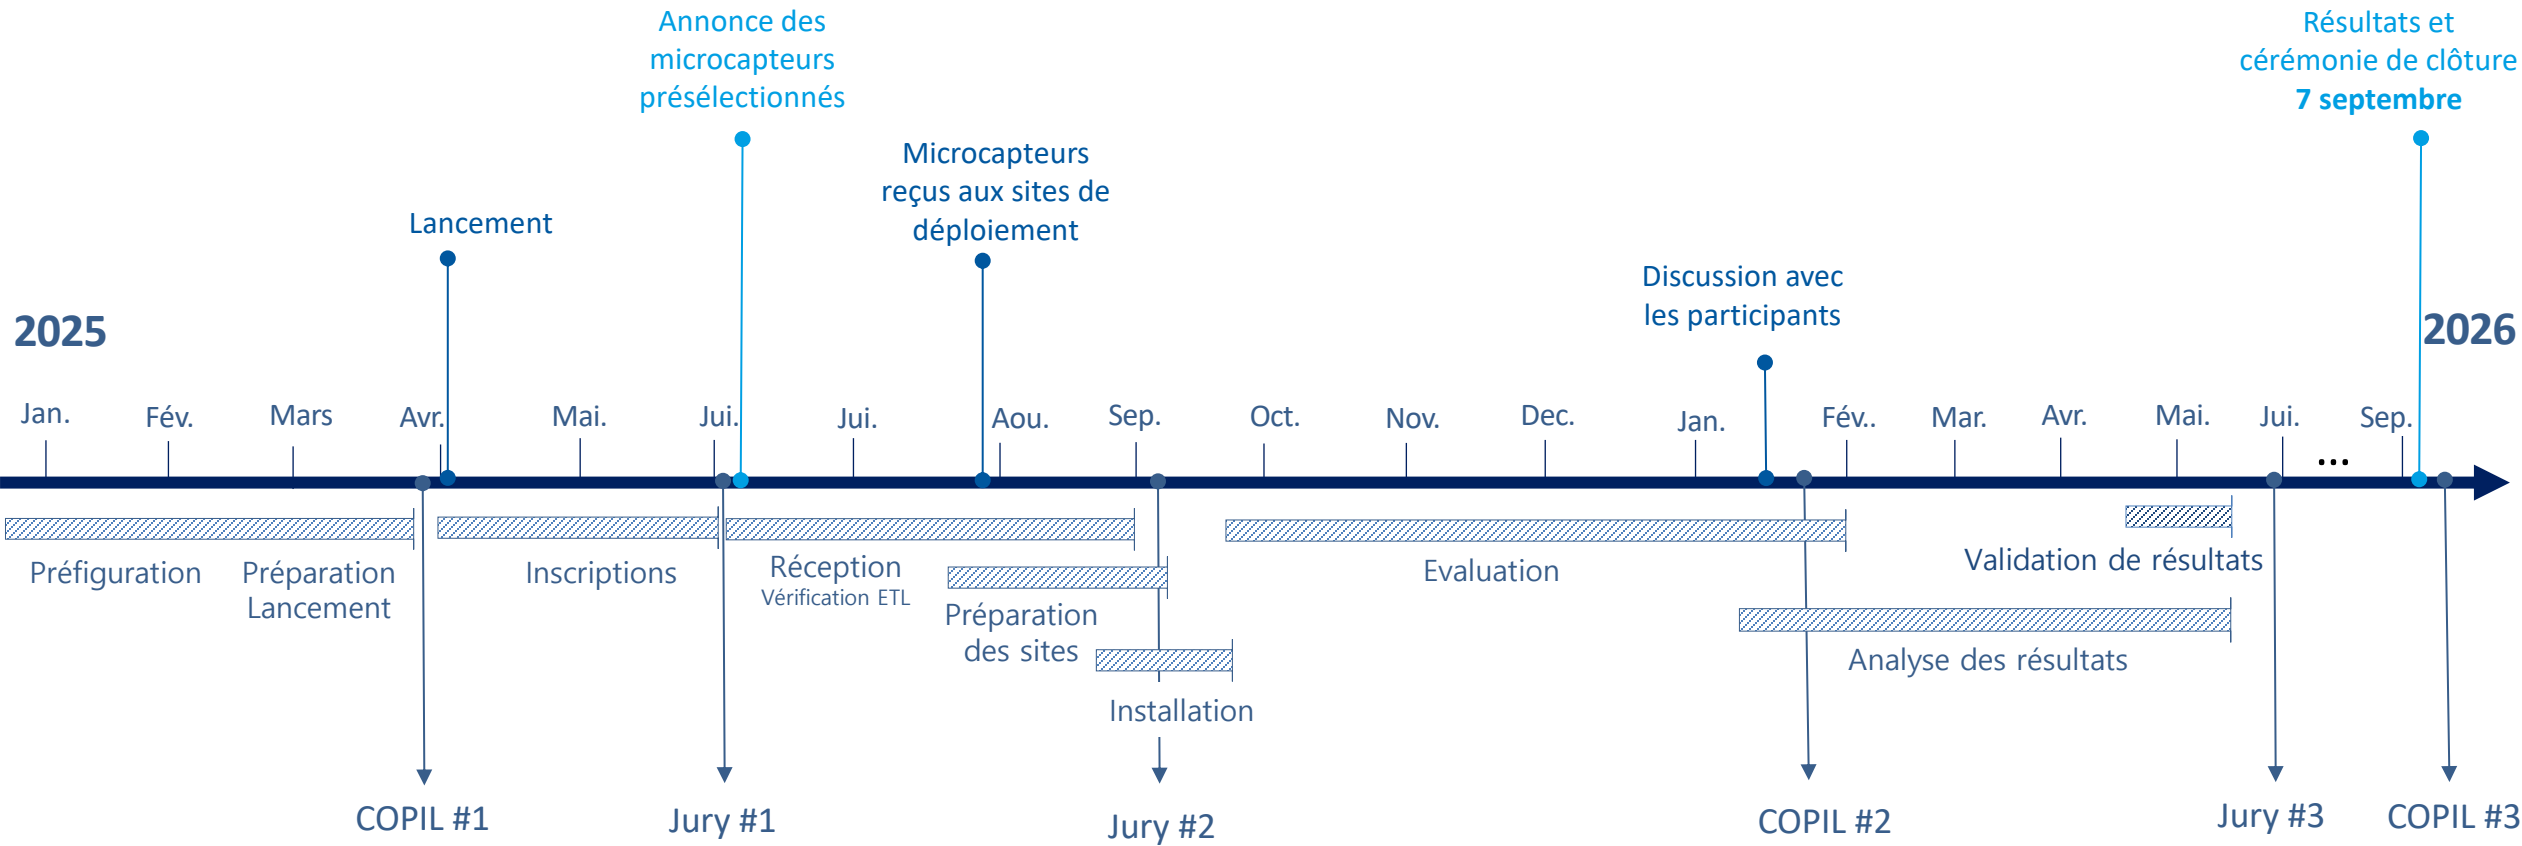 Annonce des
microcapteurs
présélectionnés
Résultats et
cérémonie de clôture
7 septembre
Microcapteurs
reçus aux sites de
déploiement
Lancement
Discussion avec
les participants
2025
2026
Jan.
Fév.
Mars
Avr.
Mai.
Jui.
Jui.
Aou.
Sep.
Oct.
Nov.
Dec.
Jan.
Fév..
Mar.
Avr.
Mai.
Jui.
...
Sep.
Préfiguration
Préparation
Lancement
Inscriptions
Réception
Vérification ETL
Préparation
des sites
Installation
Evaluation
Validation de résultats
Analyse des résultats
COPIL #1
Jury #1
Jury #2
COPIL #2
Jury #3
COPIL #3